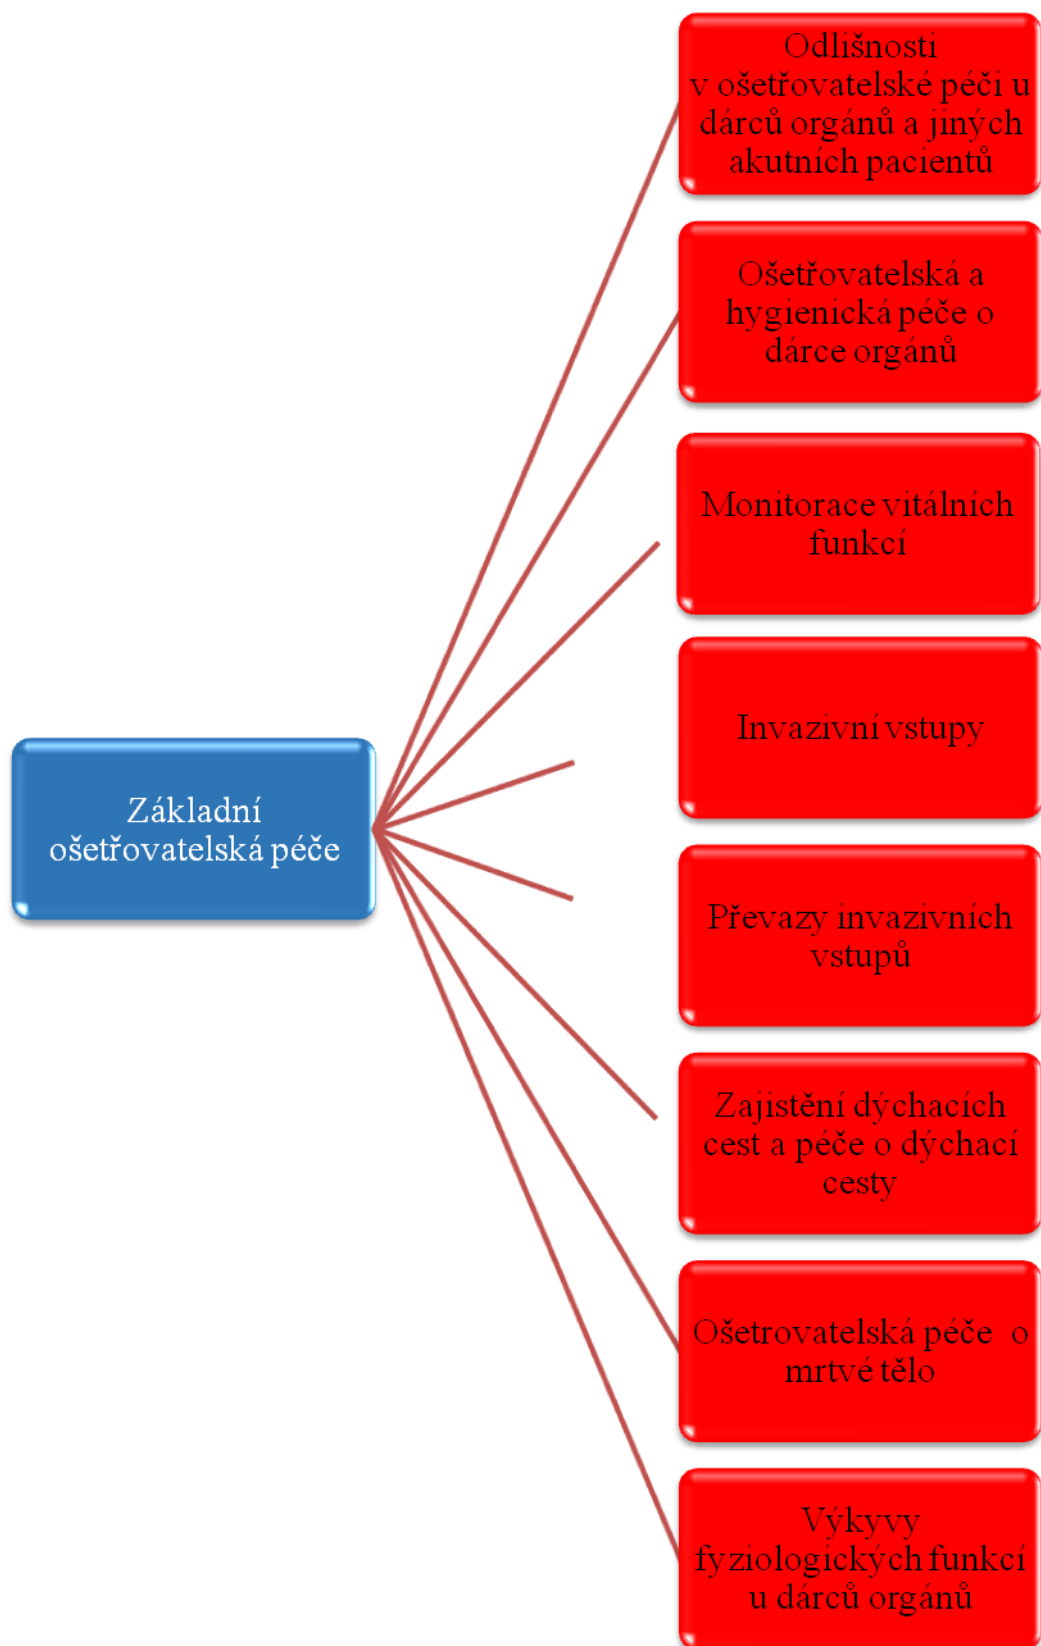 Odlišnosti
v ošetřovatelské péči u
dárců orgánů a jiných
akutních pacientů
Ošetřovatelská a
hygienická péče o
dárce orgánů
Monitorace vitálních
funkcí
Invazivní vstupy
Základní
ošetřovatelská péče
Převazy invazivních
vstupů
Zajistění dýchacích
cest a péče o dýchací
cesty
Ošetrovatelská péče o
mrtvé tělo
Výkyvy
fyziologických funkcí
u dárců orgánů